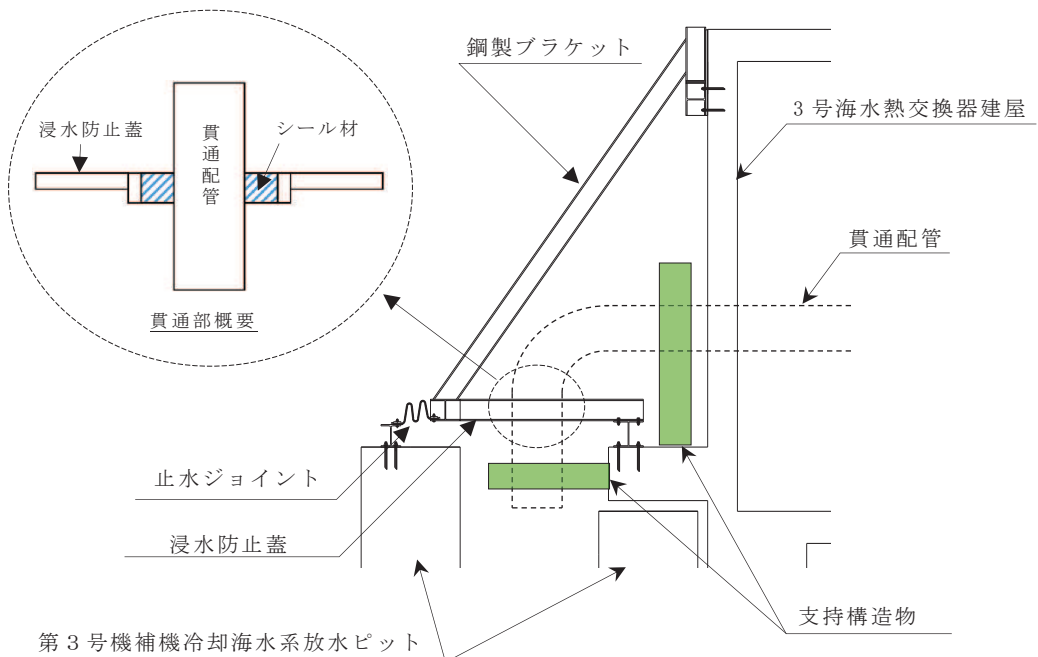 鋼製ブラケット
浸水防止蓋
シール材
貫通配管
貫通部概要
3号海水熱交換器建屋
貫通配管
止水ジョイント
浸水防止蓋
支持構造物
第3号機補機冷却海水系放水ピット